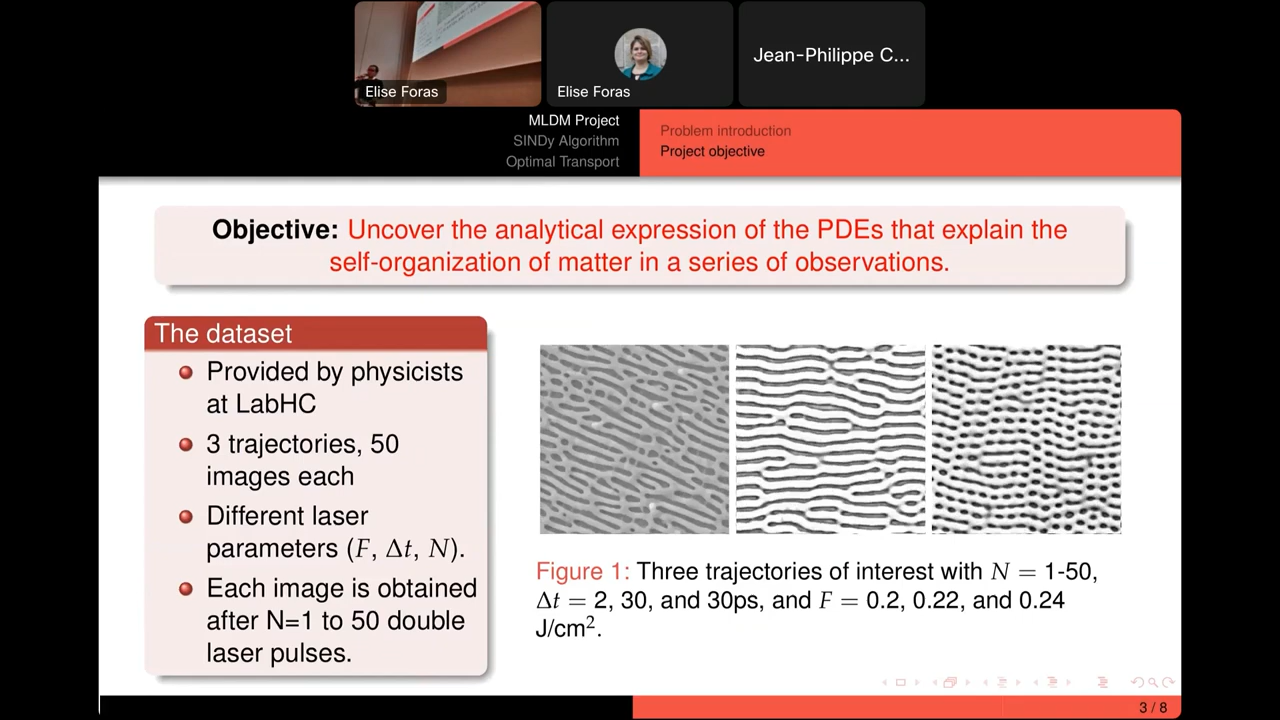 Elise Foras
Elise Foras
Jean-Philippe C...
MLDM Project
SINDy Algorithm
Optimal Transport
Problem introduction
Project objective
Objective: Uncover the analytical expression of the PDEs that explain the
self-organization of matter in a series of observations.
The dataset
Provided by physicists
at LabHC
3 trajectories, 50
images each
Different laser
parameters (F, Δt, N).
Each image is obtained
after N=1 to 50 double
laser pulses.
Figure 1: Three trajectories of interest with N = 1-50,
Δt = 2, 30, and 30ps, and F = 0.2, 0.22, and 0.24
J/cm².
3 / 8